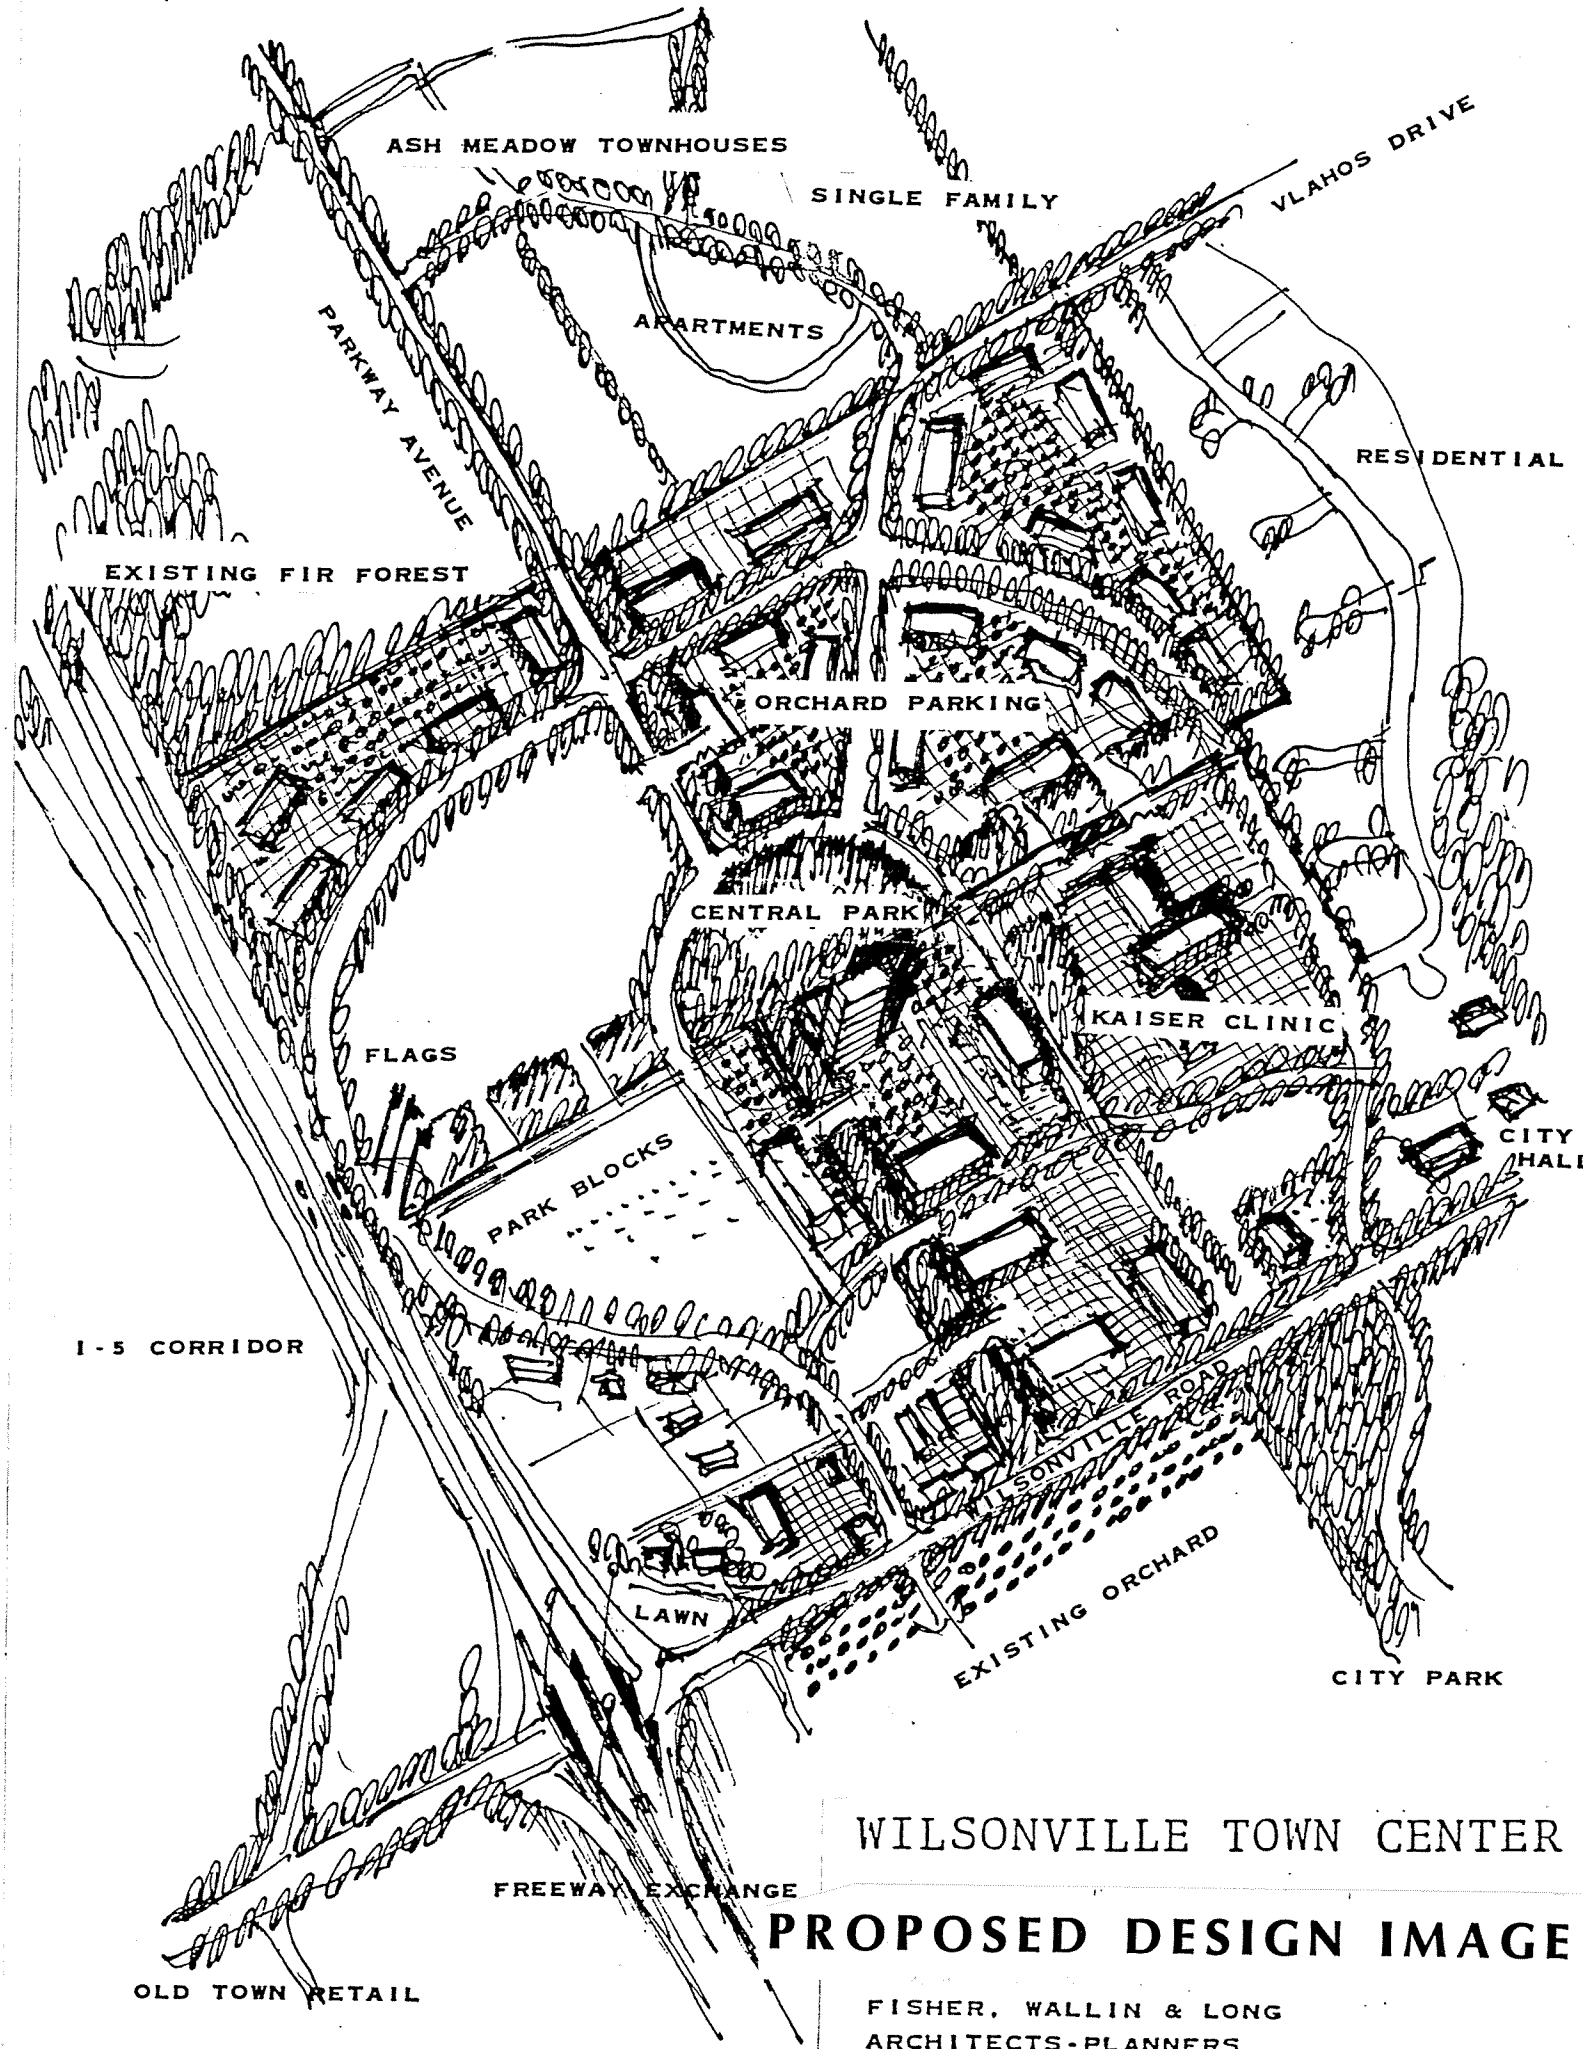 ASH MEADOW TOWNHOUSES
SINGLE FAMILY
VLAHOS DRIVE
PARKWAY AVENUE
APARTMENTS
RESIDENTIAL
EXISTING FIR FOREST
ORCHARD PARKING
CENTRAL PARK
KAISER CLINIC
FLAGS
CITY
HALL
PARK BLOCKS
I-5 CORRIDOR
WILSONVILLE ROAD
LAWN
EXISTING ORCHARD
CITY PARK
WILSONVILLE TOWN CENTER
FREEWAY EXCHANGE
PROPOSED DESIGN IMAGE
OLD TOWN RETAIL
FISHER, WALLIN & LONG
ARCHITECTS-PLANNERS